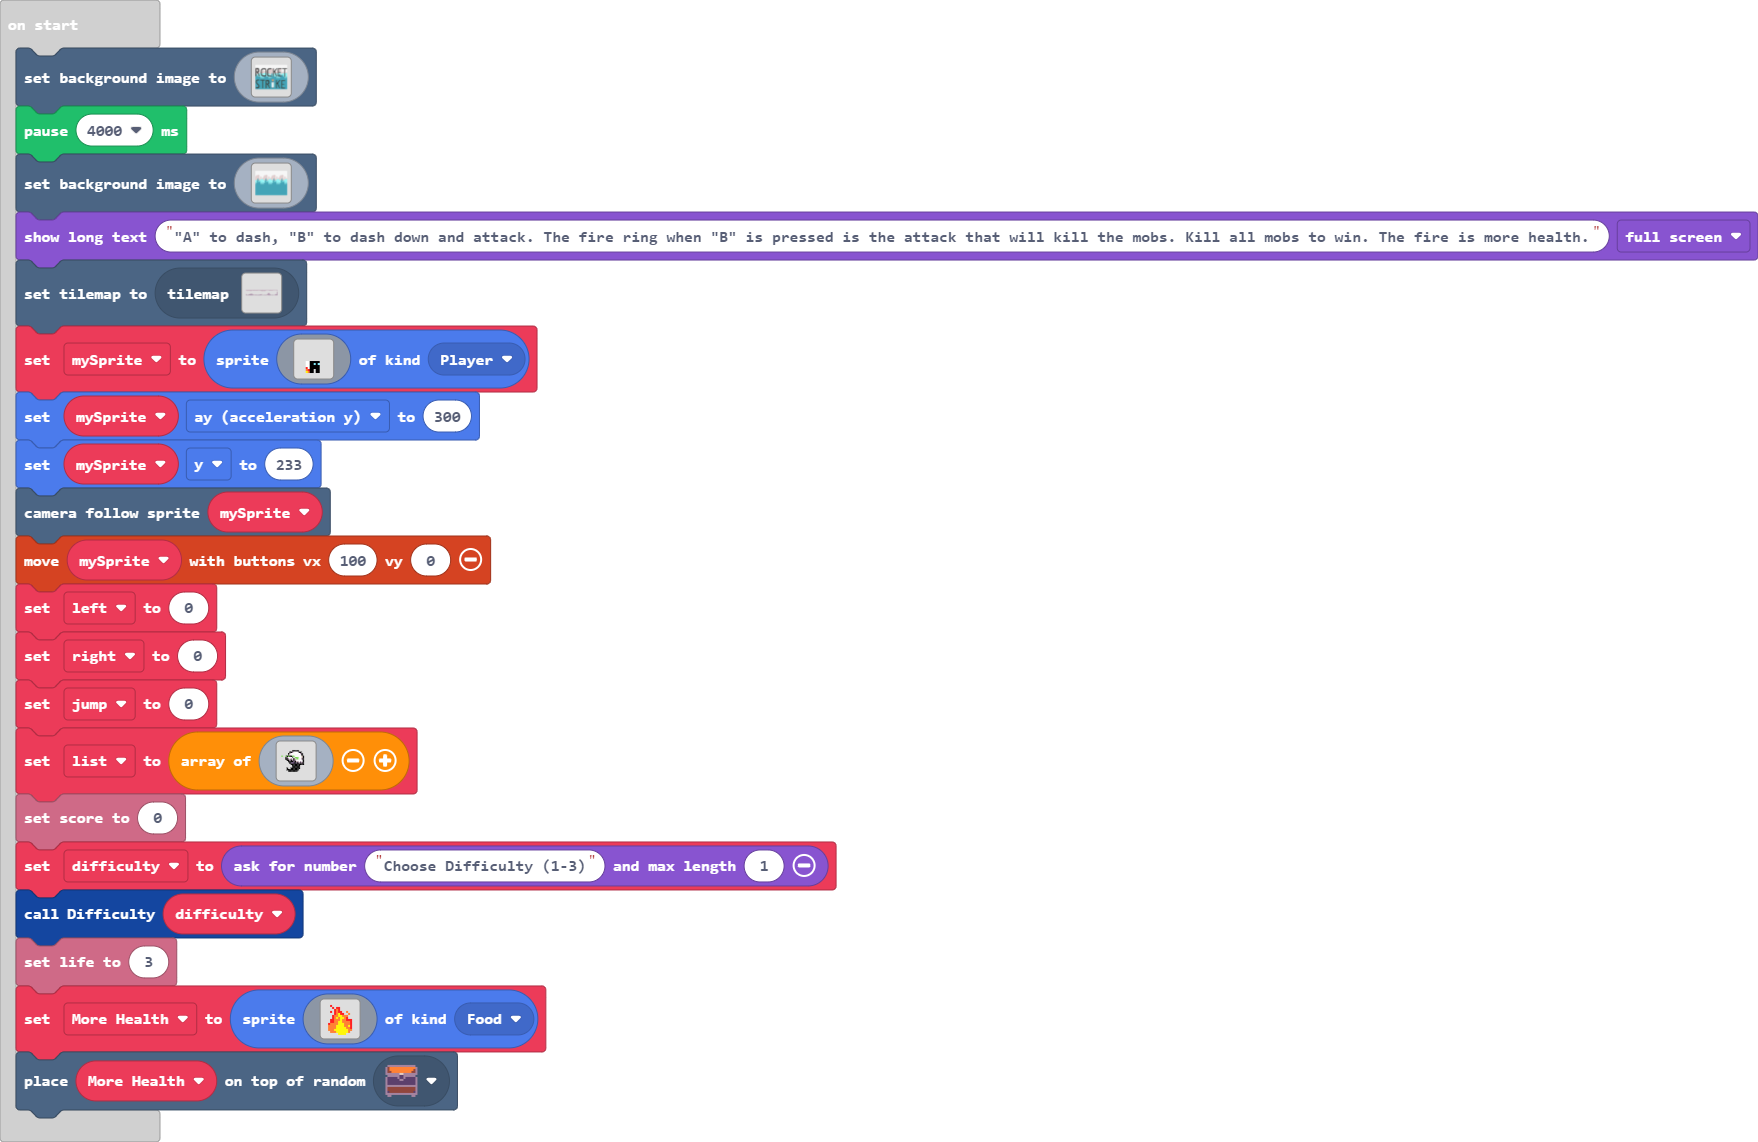 on start
set background image to ROCKET STRIKE
pause 4000 ms
set background image to
show long text ""A" to dash, "B" to dash down and attack. The fire ring when "B" is pressed is the attack that will kill the mobs. Kill all mobs to win. The fire is more health." full screen
set tilemap to tilemap
set mySprite to sprite of kind Player
set mySprite ay (acceleration y) to 300
set mySprite y to 233
camera follow sprite mySprite
move mySprite with buttons vx 100 vy 0
set left to 0
set right to 0
set jump to 0
set list to array of
set score to 0
set difficulty to ask for number "Choose Difficulty (1-3)" and max length 1
call Difficulty difficulty
set life to 3
set More Health to sprite of kind Food
place More Health on top of random